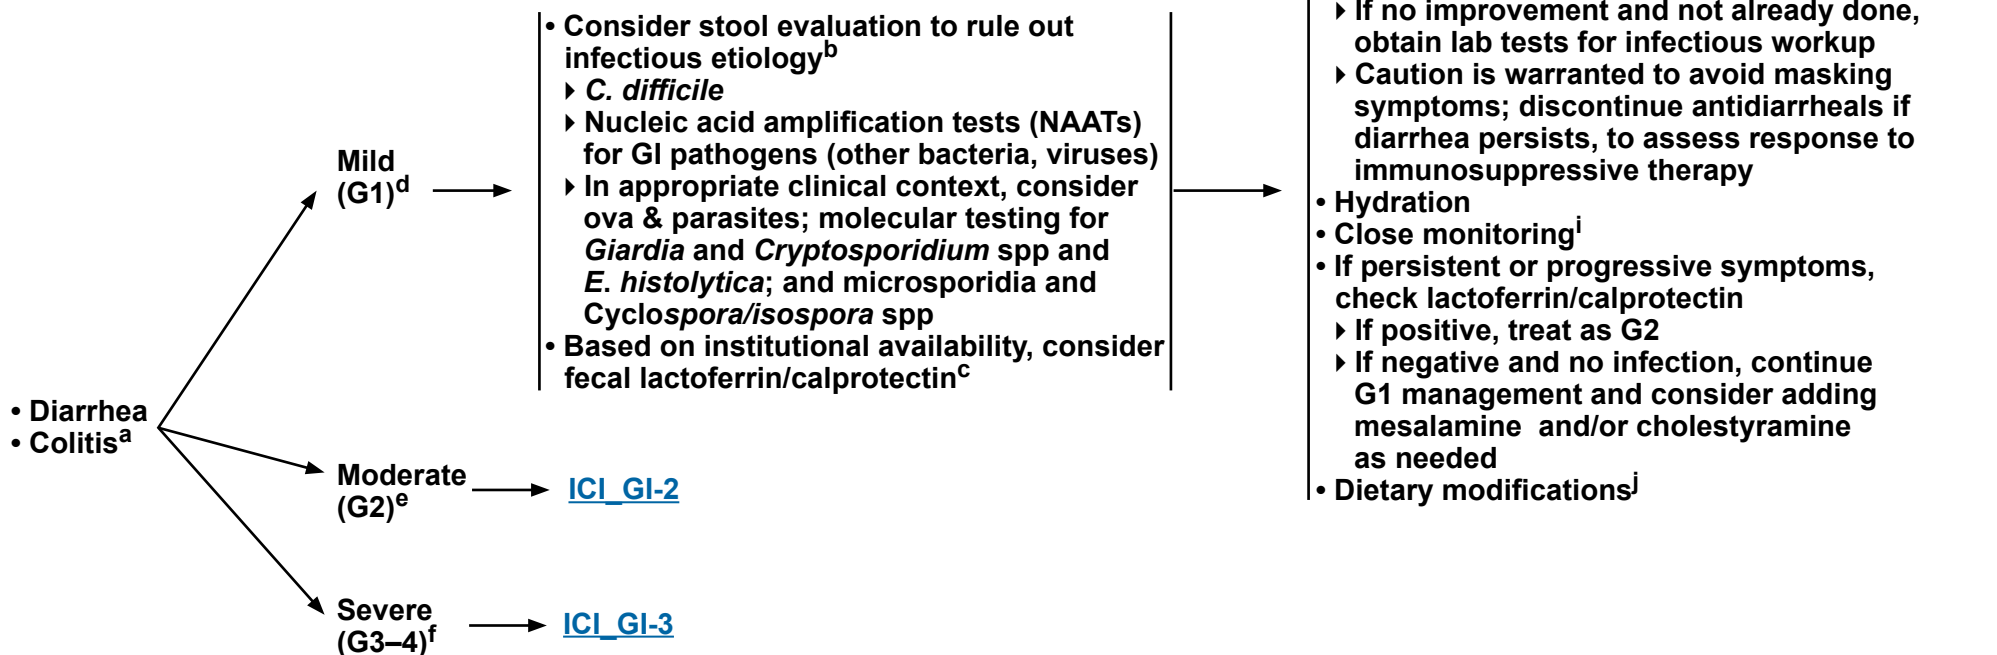 • Diarrhea
• Colitisᵃ
Mild
(G1)ᵈ
• Consider stool evaluation to rule out
infectious etiologyᵇ
▸ C. difficile
▸ Nucleic acid amplification tests (NAATs)
for GI pathogens (other bacteria, viruses)
▸ In appropriate clinical context, consider
ova & parasites; molecular testing for
Giardia and Cryptosporidium spp and
E. histolytica; and microsporidia and
Cyclospora/isospora spp
• Based on institutional availability, consider
fecal lactoferrin/calprotectinᶜ
▸ If no improvement and not already done,
obtain lab tests for infectious workup
▸ Caution is warranted to avoid masking
symptoms; discontinue antidiarrheals if
diarrhea persists, to assess response to
immunosuppressive therapy
• Hydration
• Close monitoringⁱ
• If persistent or progressive symptoms,
check lactoferrin/calprotectin
▸ If positive, treat as G2
▸ If negative and no infection, continue
G1 management and consider adding
mesalamine and/or cholestyramine
as needed
• Dietary modificationsʲ
Moderate
(G2)ᵉ
ICI_GI-2
Severe
(G3–4)ᶠ
ICI_GI-3